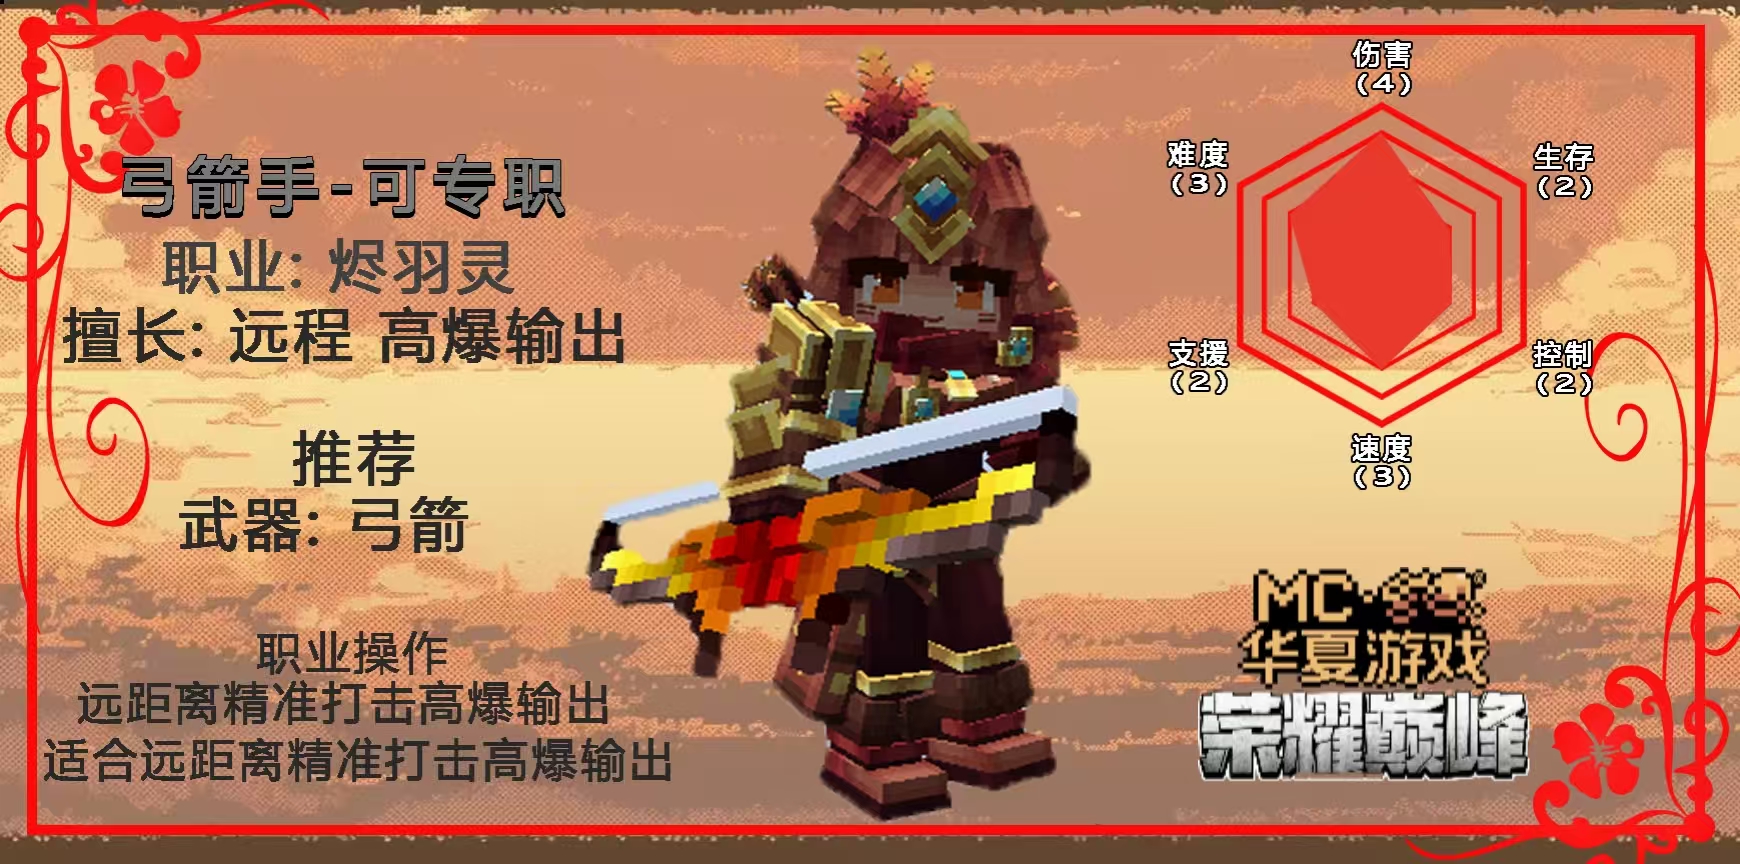 弓箭手-可专职
职业: 烬羽灵
擅长: 远程 高爆输出
推荐
武器: 弓箭
职业操作
远距离精准打击高爆输出
适合远距离精准打击高爆输出
伤害
(4)
难度
(3)
生存
(2)
支援
(2)
控制
(2)
速度
(3)
MC
华夏游戏
荣耀巅峰